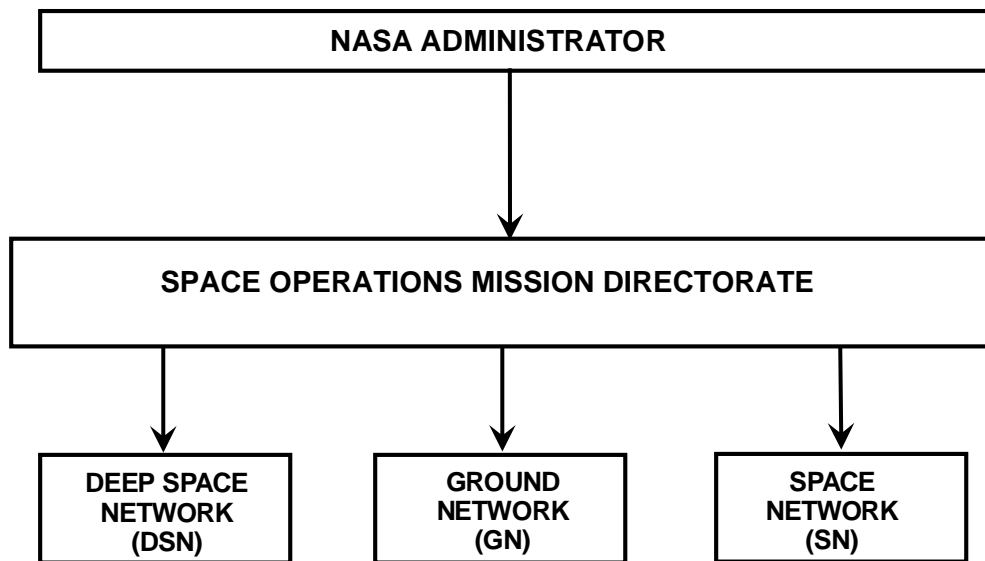 NASA ADMINISTRATOR
SPACE OPERATIONS MISSION DIRECTORATE
DEEP SPACE
NETWORK
(DSN)
GROUND
NETWORK
(GN)
SPACE
NETWORK
(SN)